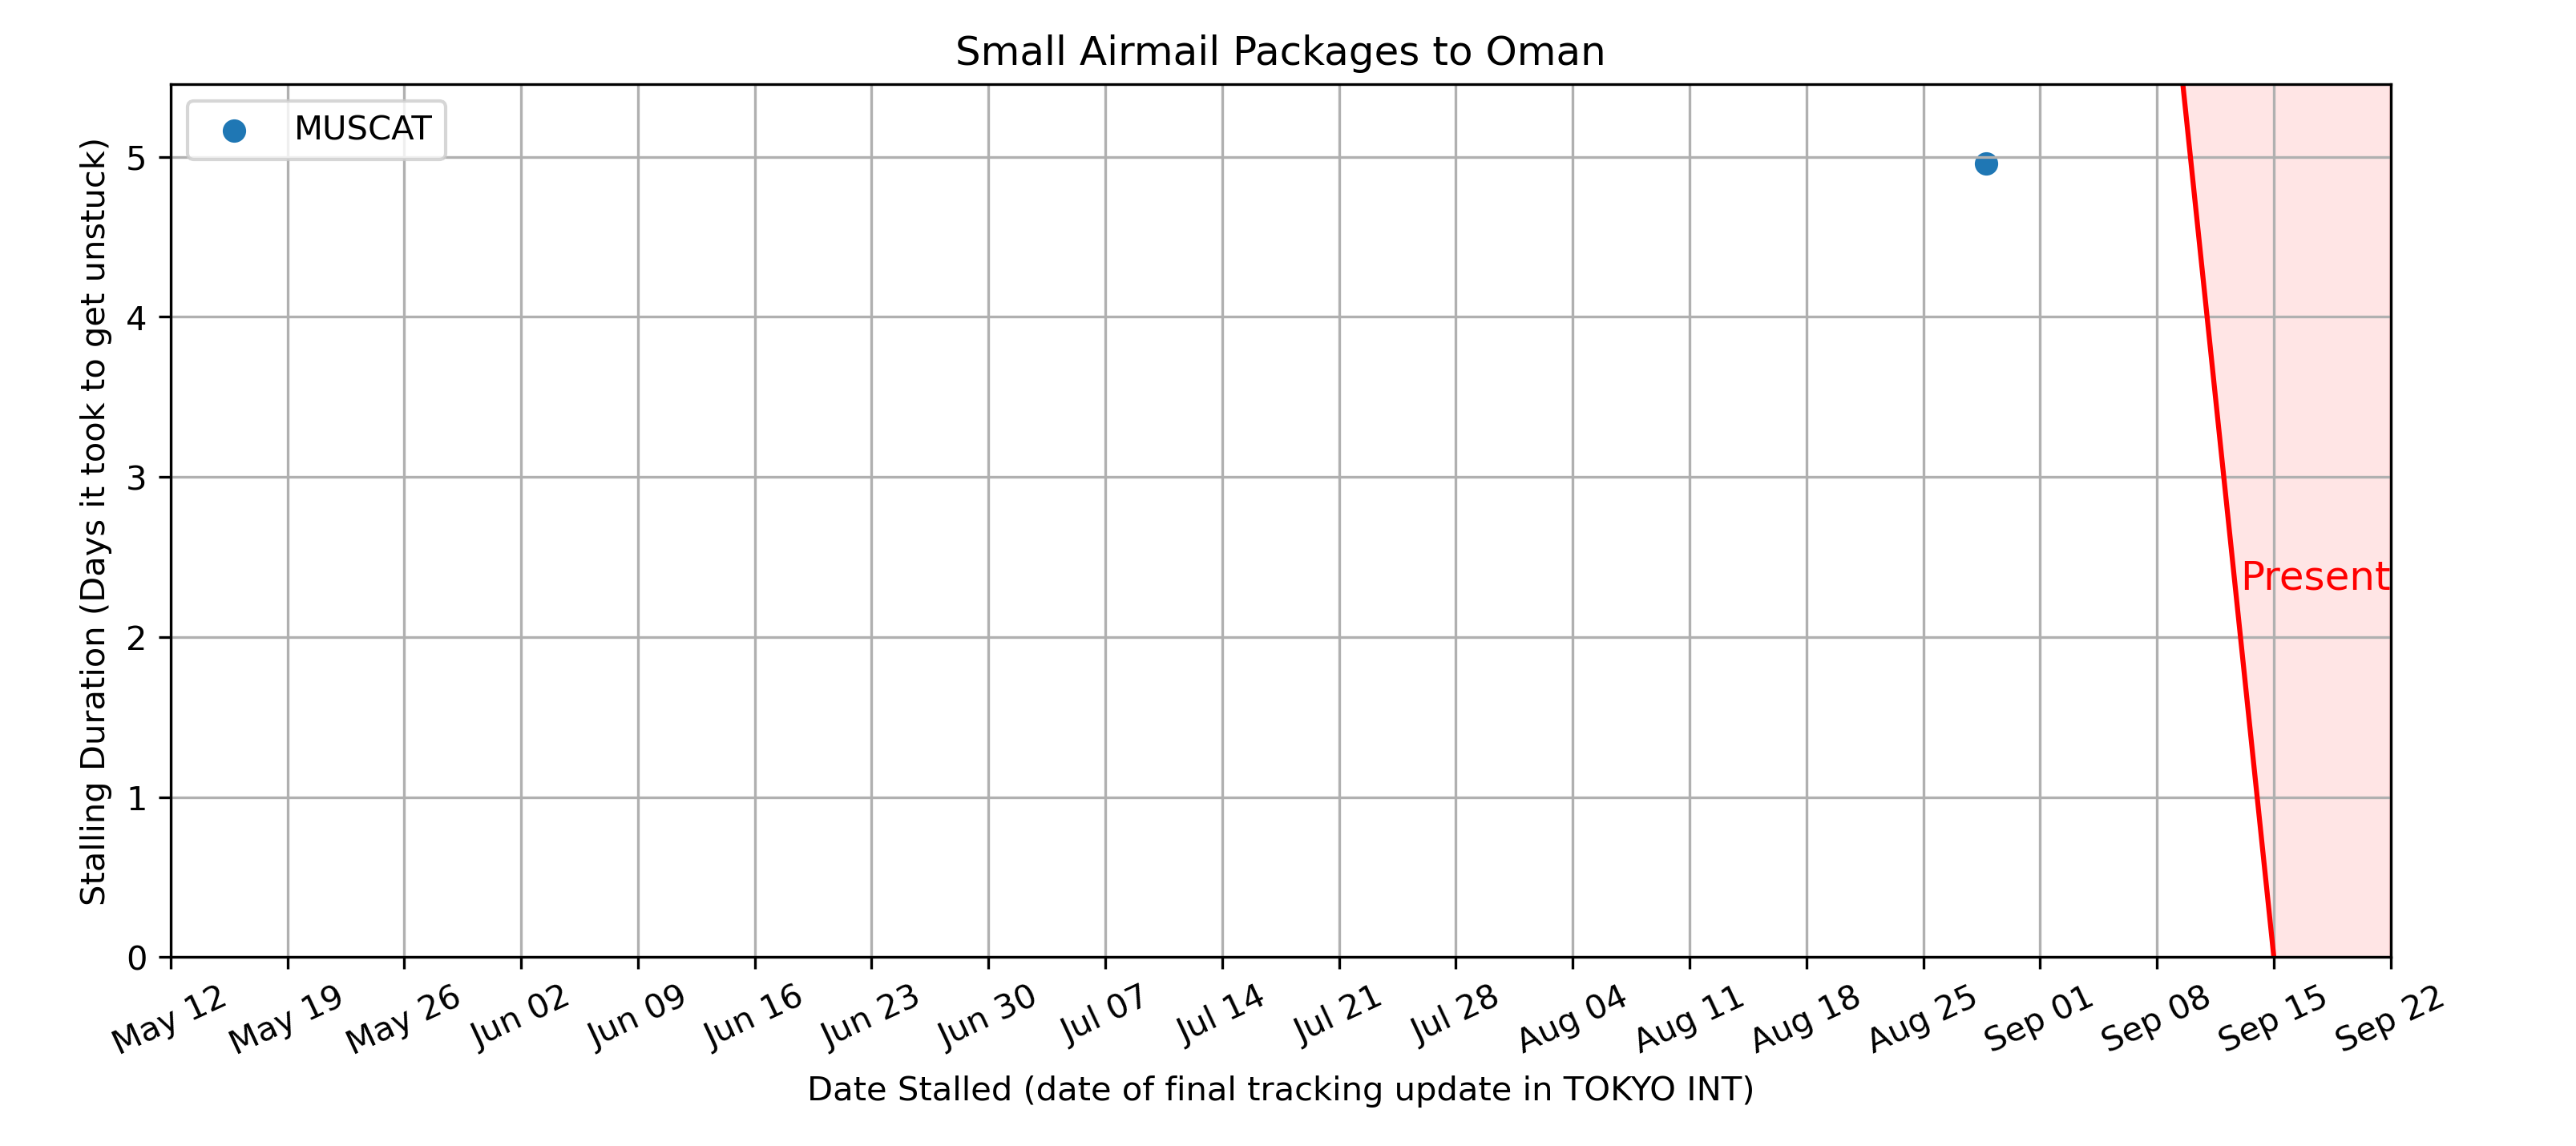 Small Airmail Packages to Oman
MUSCAT
Stalling Duration (Days it took to get unstuck)
5
4
3
2
1
0
Present
May 12
May 19
May 26
Jun 02
Jun 09
Jun 16
Jun 23
Jun 30
Jul 07
Jul 14
Jul 21
Jul 28
Aug 04
Aug 11
Aug 18
Aug 25
Sep 01
Sep 08
Sep 15
Sep 22
Date Stalled (date of final tracking update in TOKYO INT)